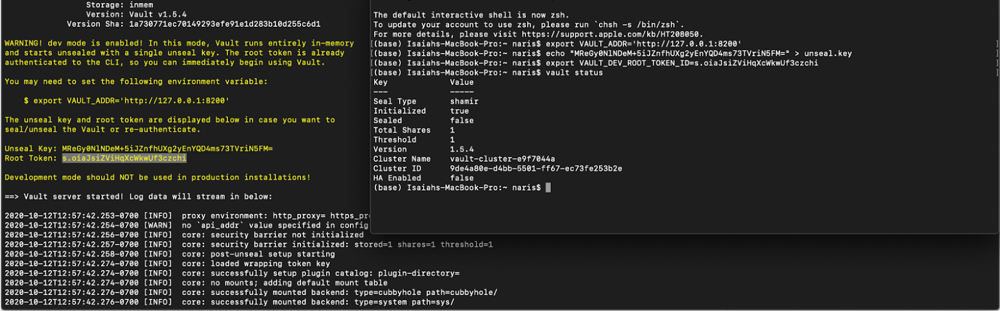 Storage: inmem
Version: Vault v1.5.4
Version Sha: 1a730771ec70149293efe91e1d283b10d255c6d1
WARNING! dev mode is enabled! In this mode, Vault runs entirely in-memory
and starts unsealed with a single unseal key. The root token is already
authenticated to the CLI, so you can immediately begin using Vault.
You may need to set the following environment variable:
$ export VAULT_ADDR='http://127.0.0.1:8200'
The unseal key and root token are displayed below in case you want to
seal/unseal the Vault or re-authenticate.
Unseal Key: MReGy0NlNDeM+5iJZnfhUXg2yEnYQD4ms73TVriN5FM=
Root Token: s.oiaJsiZViHqXcWkwUf3czchi
Development mode should NOT be used in production installations!
==> Vault server started! Log data will stream in below:
2020-10-12T12:57:42.253-0700 [INFO]  proxy environment: http_proxy= https_pro
2020-10-12T12:57:42.254-0700 [WARN]  no `api_addr` value specified in config
2020-10-12T12:57:42.256-0700 [INFO]  core: security barrier not initialized
2020-10-12T12:57:42.257-0700 [INFO]  core: security barrier initialized: stored=1 shares=1 threshold=1
2020-10-12T12:57:42.258-0700 [INFO]  core: post-unseal setup starting
2020-10-12T12:57:42.274-0700 [INFO]  core: loaded wrapping token key
2020-10-12T12:57:42.274-0700 [INFO]  core: successfully setup plugin catalog: plugin-directory=
2020-10-12T12:57:42.274-0700 [INFO]  core: no mounts; adding default mount table
2020-10-12T12:57:42.276-0700 [INFO]  core: successfully mounted backend: type=cubbyhole path=cubbyhole/
2020-10-12T12:57:42.276-0700 [INFO]  core: successfully mounted backend: type=system path=sys/
The default interactive shell is now zsh.
To update your account to use zsh, please run `chsh -s /bin/zsh`.
For more details, please visit https://support.apple.com/kb/HT208050.
[(base) Isaiahs-MacBook-Pro:~ naris$ export VAULT_ADDR='http://127.0.0.1:8200' ]
[(base) Isaiahs-MacBook-Pro:~ naris$ echo "MReGy0NlNDeM+5iJZnfhUXg2yEnYQD4ms73TVriN5FM=" > unseal.key ]
[(base) Isaiahs-MacBook-Pro:~ naris$ export VAULT_DEV_ROOT_TOKEN_ID=s.oiaJsiZViHqXcWkwUf3czchi ]
[(base) Isaiahs-MacBook-Pro:~ naris$ vault status ]
Key Value
--- -----
Seal Type shamir
Initialized true
Sealed false
Total Shares 1
Threshold 1
Version 1.5.4
Cluster Name vault-cluster-e9f7044a
Cluster ID 9de4a80e-d4bb-5501-ff67-ec73fe253b2e
HA Enabled false
(base) Isaiahs-MacBook-Pro:~ naris$